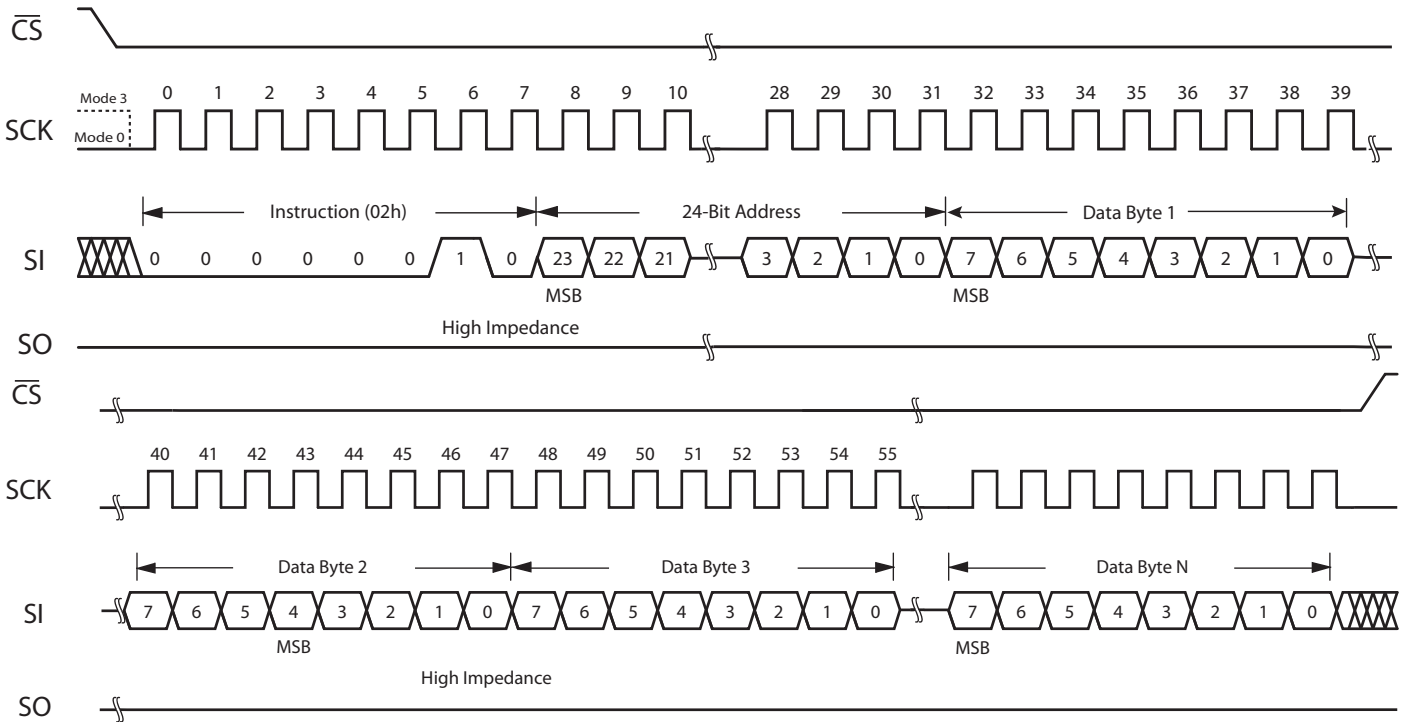 CS
Mode 3
Mode 0
SCK
0 1 2 3 4 5 6 7 8 9 10 28 29 30 31 32 33 34 35 36 37 38 39
Instruction (02h) 24-Bit Address Data Byte 1
SI
0 0 0 0 0 0 1 0 23 22 21 3 2 1 0 7 6 5 4 3 2 1 0
MSB MSB
High Impedance
SO
CS
40 41 42 43 44 45 46 47 48 49 50 51 52 53 54 55
SCK
Data Byte 2 Data Byte 3 Data Byte N
SI
7 6 5 4 3 2 1 0 7 6 5 4 3 2 1 0 7 6 5 4 3 2 1 0
MSB MSB
High Impedance
SO